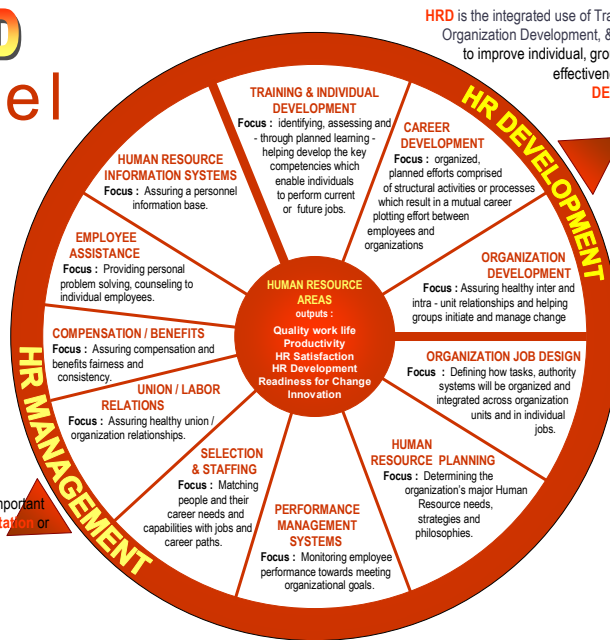 HRD is the integrated use of
Organization Development, &
to improve individual,
DEVELOPMENT
HR DEVELOPMENT
TRAINING & INDIVIDUAL
DEVELOPMENT
Focus : identifying, assessing and
- through planned learning -
helping develop the key
competencies which
enable individuals
to perform current
or future jobs.
CAREER
DEVELOPMENT
Focus : organized,
planned efforts comprised
of structural activities or processes
which result in a mutual career
plotting effort between
employees and
organizations
ORGANIZATION
DEVELOPMENT
Focus : Assuring healthy inter and
intra - unit relationships and helping
groups initiate and manage change
ORGANIZATION JOB DESIGN
Focus : Defining how tasks, authority
systems will be organized and
integrated across organization
units and in individual
jobs.
HUMAN
RESOURCE PLANNING
Focus : Determining the
organization's major Human
Resource needs,
strategies and
philosophies.
PERFORMANCE
MANAGEMENT
SYSTEMS
Focus : Monitoring employee
performance towards meeting
organizational goals.
SELECTION
& STAFFING
Focus : Matching
people and their
career needs and
capabilities with jobs and
career paths.
UNION / LABOR
RELATIONS
Focus : Assuring healthy union /
organization relationships.
COMPENSATION / BENEFITS
Focus : Assuring compensation and
benefits fairness and
consistency.
EMPLOYEE
ASSISTANCE
Focus : Providing personal
problem solving, counseling to
individual employees.
HUMAN RESOURCE
INFORMATION SYSTEMS
Focus : Assuring a personnel
information base.
HUMAN RESOURCE
AREAS
outputs :
Quality work life
Productivity
HR Satisfaction
HR Development
Readiness for Change
Innovation
HR MANAGEMENT
or